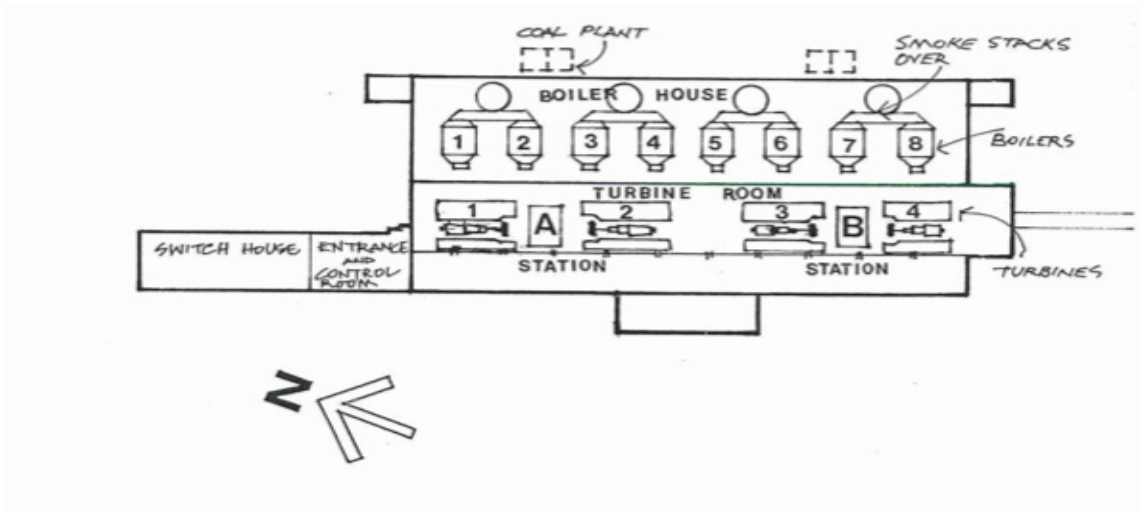 COAL PLANT
SMOKE STACKS
OVER
BOILER HOUSE
1 2 3 4 5 6 7 8
BOILERS
TURBINE ROOM
1 A 2 3 B 4
SWITCH HOUSE
ENTRANCE
AND
CONTROL
ROOM
STATION
STATION
TURBINES
N